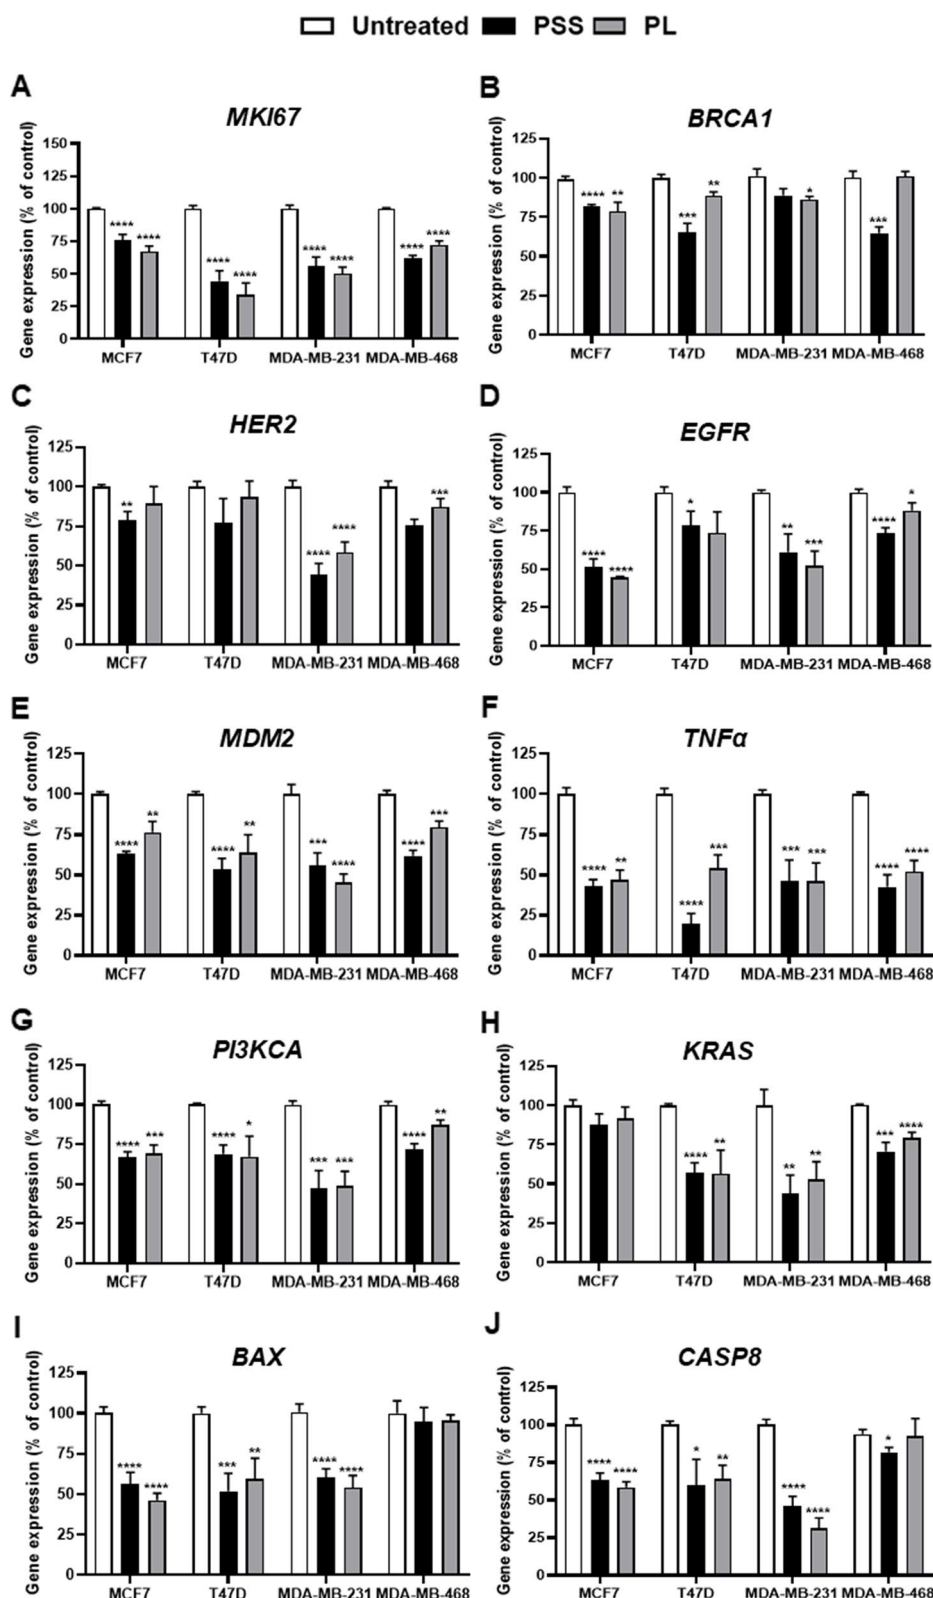 Untreated PSS PL
A
MKI67
Gene expression (% of control)
150
125
100
75
50
25
0
**** **** **** **** **** **** **** ****
MCF7 T47D MDA-MB-231 MDA-MB-468
B
BRCA1
Gene expression (% of control)
125
100
75
50
25
0
**** ** *** ** * ***
MCF7 T47D MDA-MB-231 MDA-MB-468
C
HER2
Gene expression (% of control)
125
100
75
50
25
0
** **** **** ***
MCF7 T47D MDA-MB-231 MDA-MB-468
D
EGFR
Gene expression (% of control)
125
100
75
50
25
0
**** **** * ** *** **** *
MCF7 T47D MDA-MB-231 MDA-MB-468
E
MDM2
Gene expression (% of control)
125
100
75
50
25
0
**** ** **** ** *** **** **** ***
MCF7 T47D MDA-MB-231 MDA-MB-468
F
TNFα
Gene expression (% of control)
125
100
75
50
25
0
**** ** **** *** *** *** **** ****
MCF7 T47D MDA-MB-231 MDA-MB-468
G
PI3KCA
Gene expression (% of control)
125
100
75
50
25
0
**** *** **** * *** *** **** **
MCF7 T47D MDA-MB-231 MDA-MB-468
H
KRAS
Gene expression (% of control)
125
100
75
50
25
0
**** ** ** ** *** ****
MCF7 T47D MDA-MB-231 MDA-MB-468
I
BAX
Gene expression (% of control)
125
100
75
50
25
0
**** **** *** ** **** ****
MCF7 T47D MDA-MB-231 MDA-MB-468
J
CASP8
Gene expression (% of control)
125
100
75
50
25
0
**** **** * ** **** **** *
MCF7 T47D MDA-MB-231 MDA-MB-468